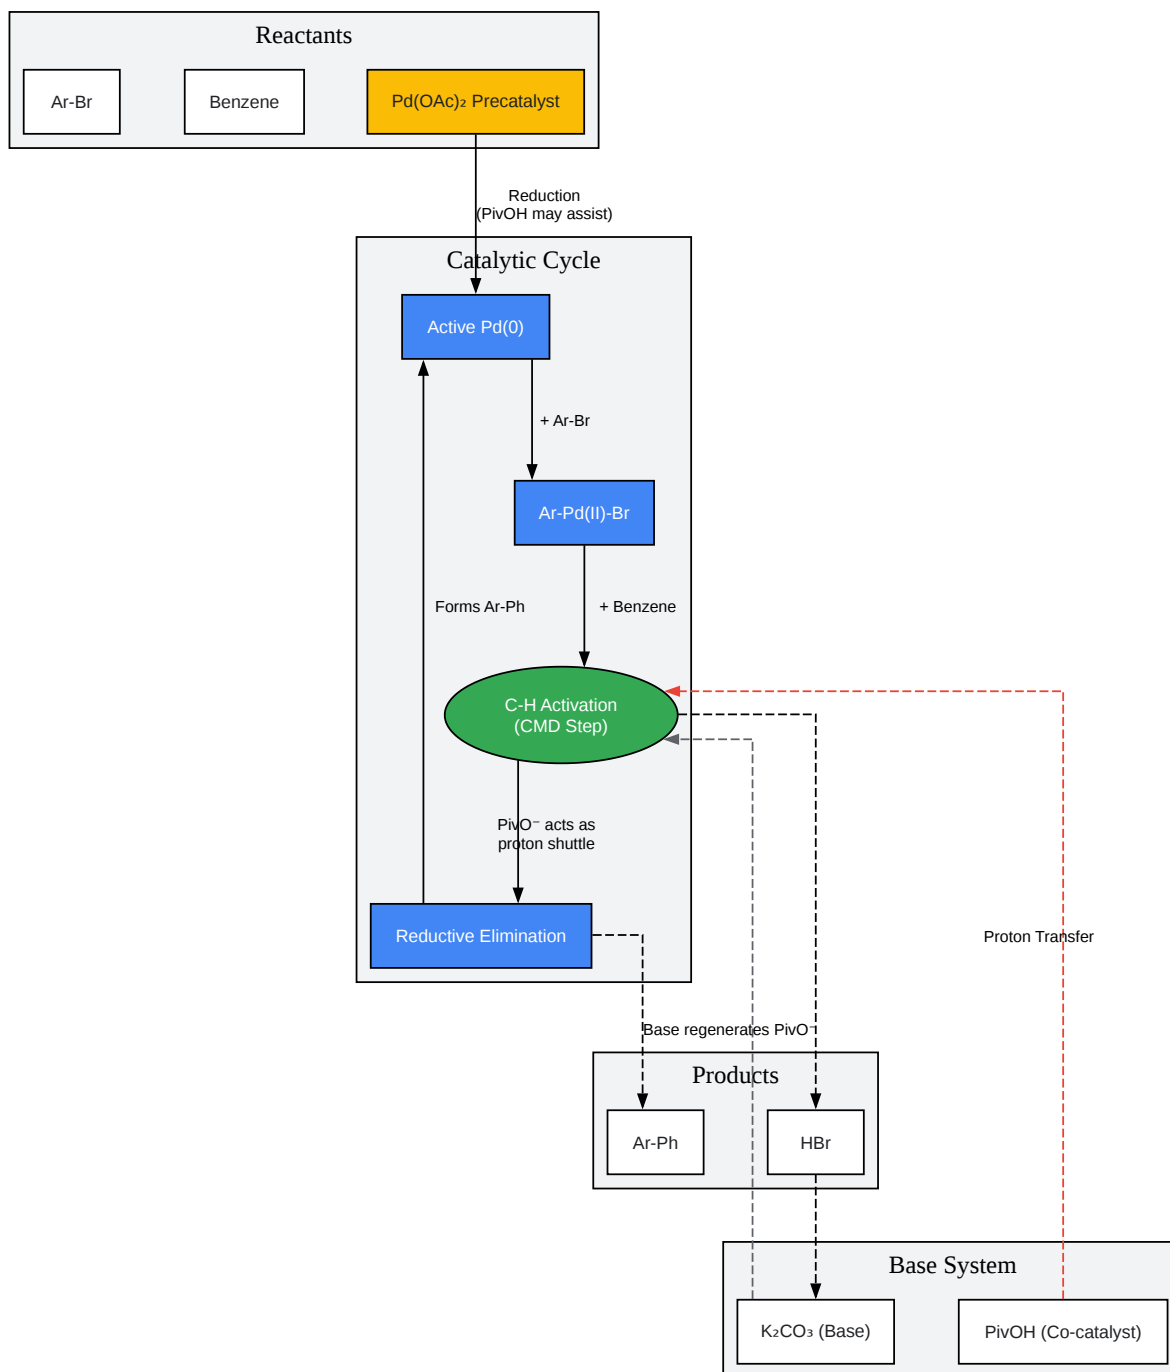 Reactants
Ar-Br
Benzene
Pd(OAc)₂ Precatalyst
Reduction
(PivOH may assist)
Catalytic Cycle
Active Pd(0)
+ Ar-Br
Ar-Pd(II)-Br
Forms Ar-Ph
+ Benzene
C-H Activation
(CMD Step)
PivO⁻ acts as
proton shuttle
Reductive Elimination
Proton Transfer
Base regenerates PivO⁻
Products
Ar-Ph
HBr
Base System
K₂CO₃ (Base)
PivOH (Co-catalyst)